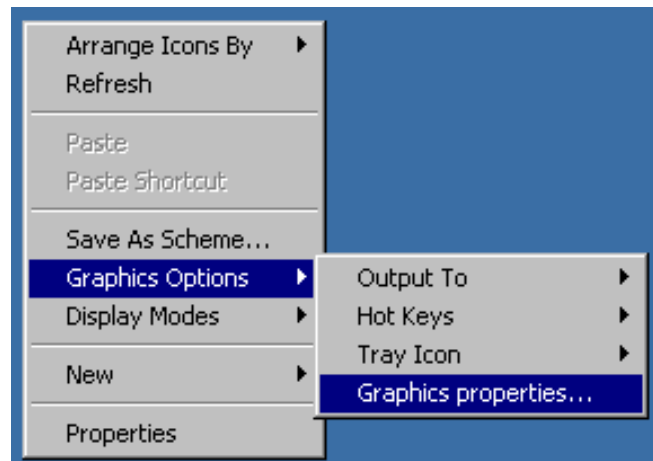 Arrange Icons By
Refresh
Paste
Paste Shortcut
Save As Scheme...
Graphics Options
Display Modes
New
Properties
Output To
Hot Keys
Tray Icon
Graphics properties...